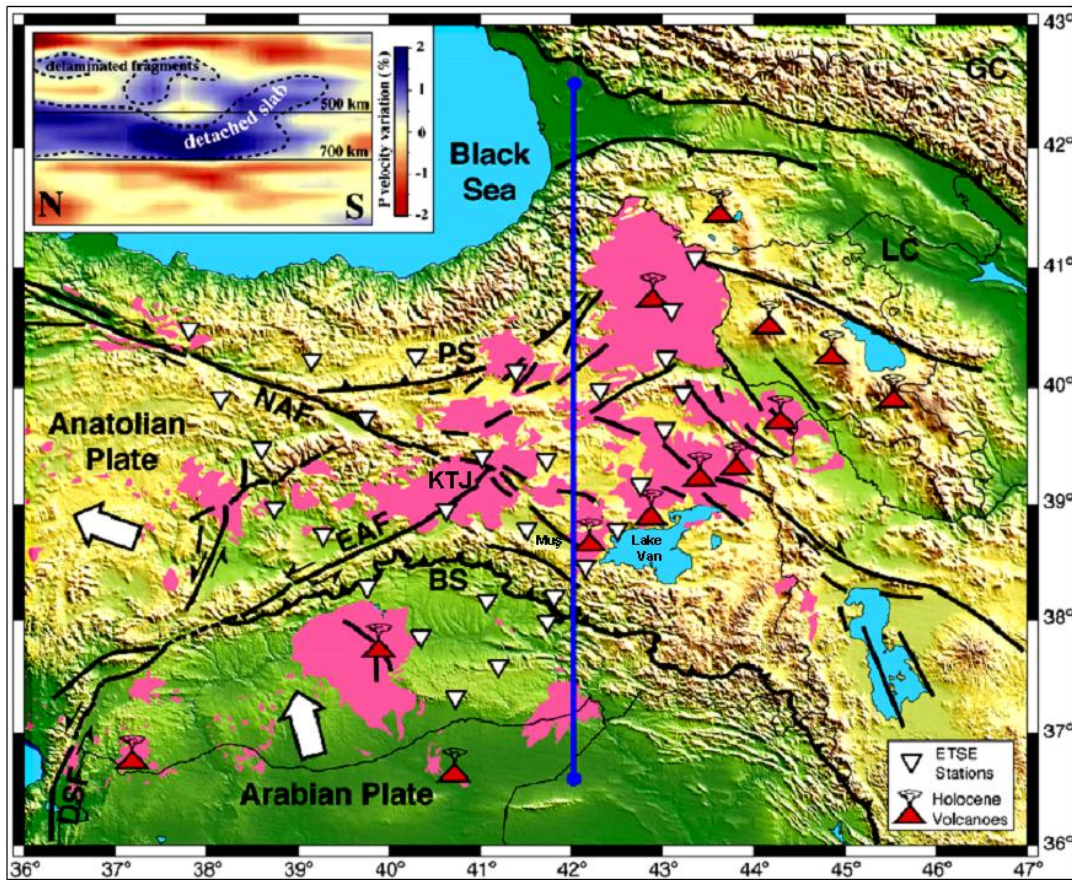 delaminated fragments
detached slab
500 km
700 km
N
S
2
1
0
-1
-2
P velocity variation (%)
Black
Sea
GC
LC
PS
NAF
Anatolian
Plate
KTJ
EAF
Muş
Lake
Van
BS
Arabian Plate
DSF
ETSE
Stations
Holocene
Volcanoes
43°
42°
41°
40°
39°
38°
37°
36°
36° 37° 38° 39° 40° 41° 42° 43° 44° 45° 46° 47°